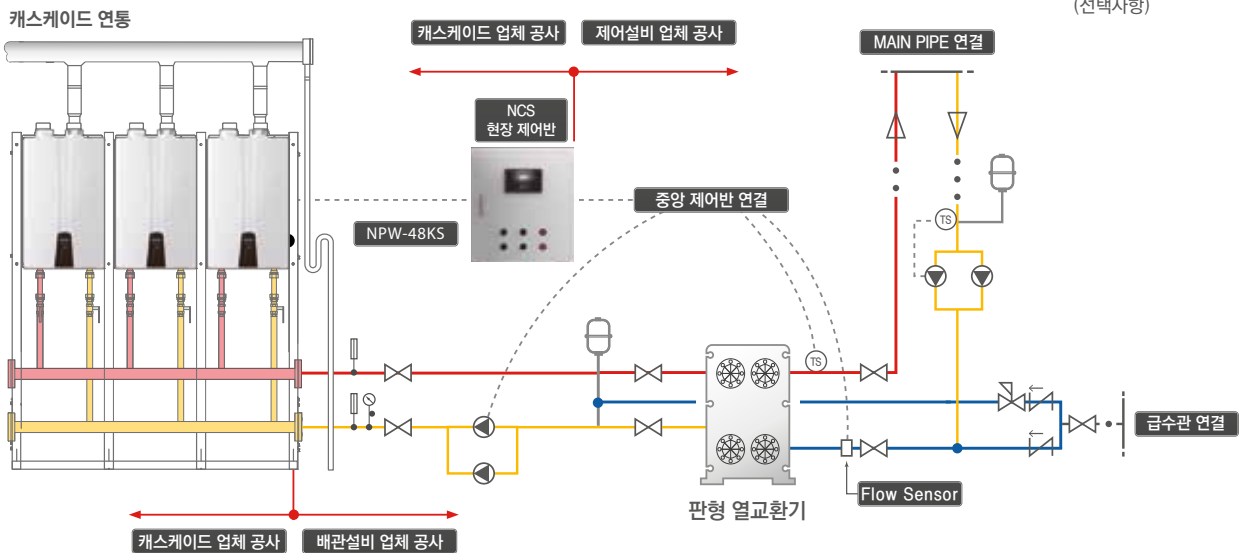 (선택사항)
캐스케이드 연통
캐스케이드 업체 공사
제어설비 업체 공사
MAIN PIPE 연결
NCS
현장 제어반
중앙 제어반 연결
NPW-48KS
TS
TS
급수관 연결
Flow Sensor
판형 열교환기
캐스케이드 업체 공사
배관설비 업체 공사